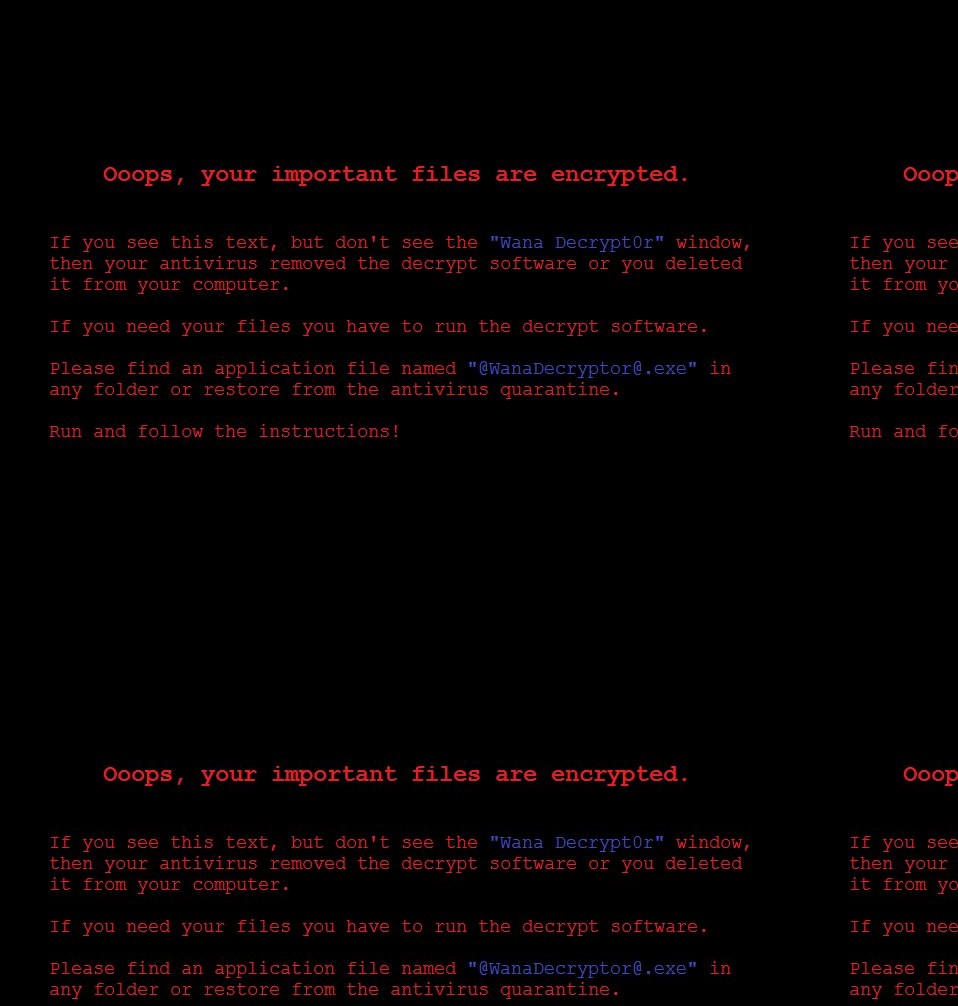 Ooops, your important files are encrypted.
If you see this text, but don't see the "Wana Decrypt0r" window,
then your antivirus removed the decrypt software or you deleted
it from your computer.
If you need your files you have to run the decrypt software.
Please find an application file named "@WanaDecryptor@.exe" in
any folder or restore from the antivirus quarantine.
Run and follow the instructions!
Ooop
If you see
then your
it from yo
If you nee
Please fin
any folder
Run and fo
Ooops, your important files are encrypted.
If you see this text, but don't see the "Wana Decrypt0r" window,
then your antivirus removed the decrypt software or you deleted
it from your computer.
If you need your files you have to run the decrypt software.
Please find an application file named "@WanaDecryptor@.exe" in
any folder or restore from the antivirus quarantine.
Ooop
If you see
then your
it from yo
If you nee
Please fin
any folder